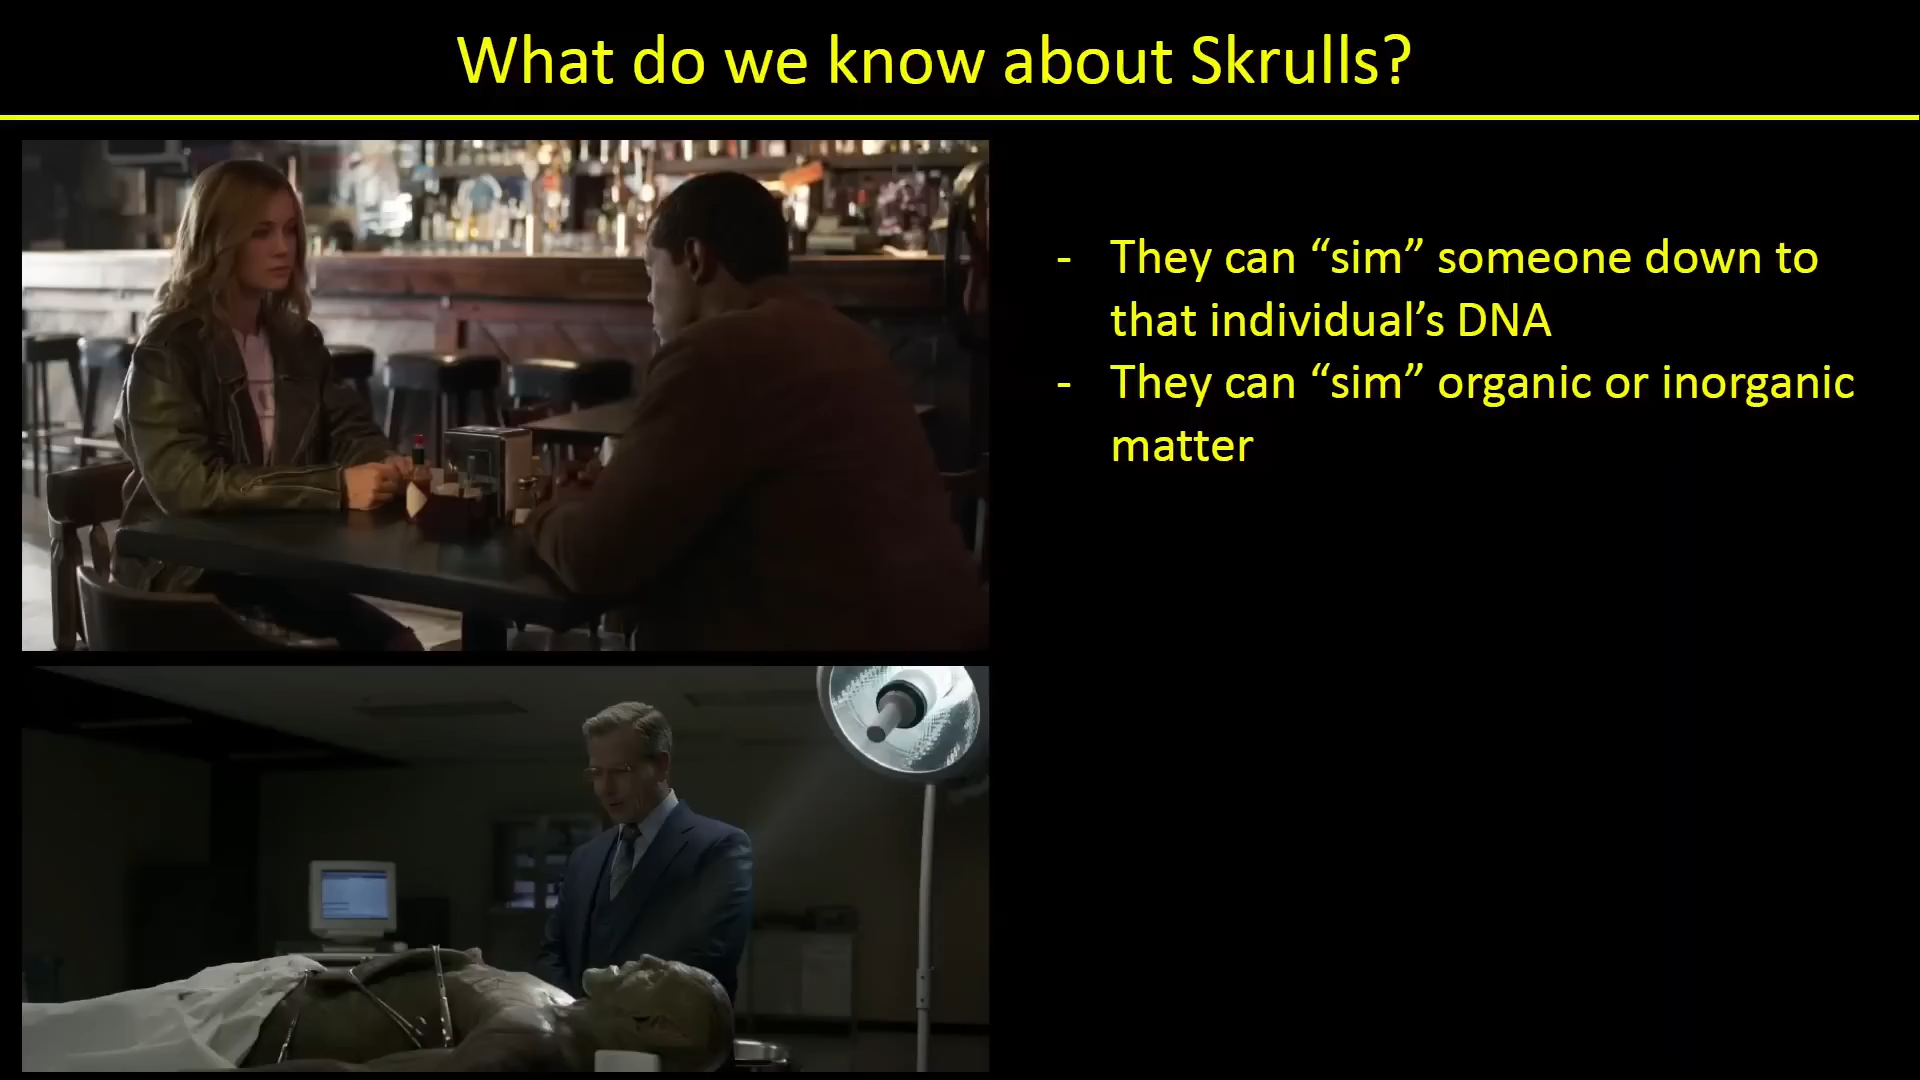 What do we know about Skrulls?
- They can “sim” someone down to
that individual’s DNA
- They can “sim” organic or inorganic
matter